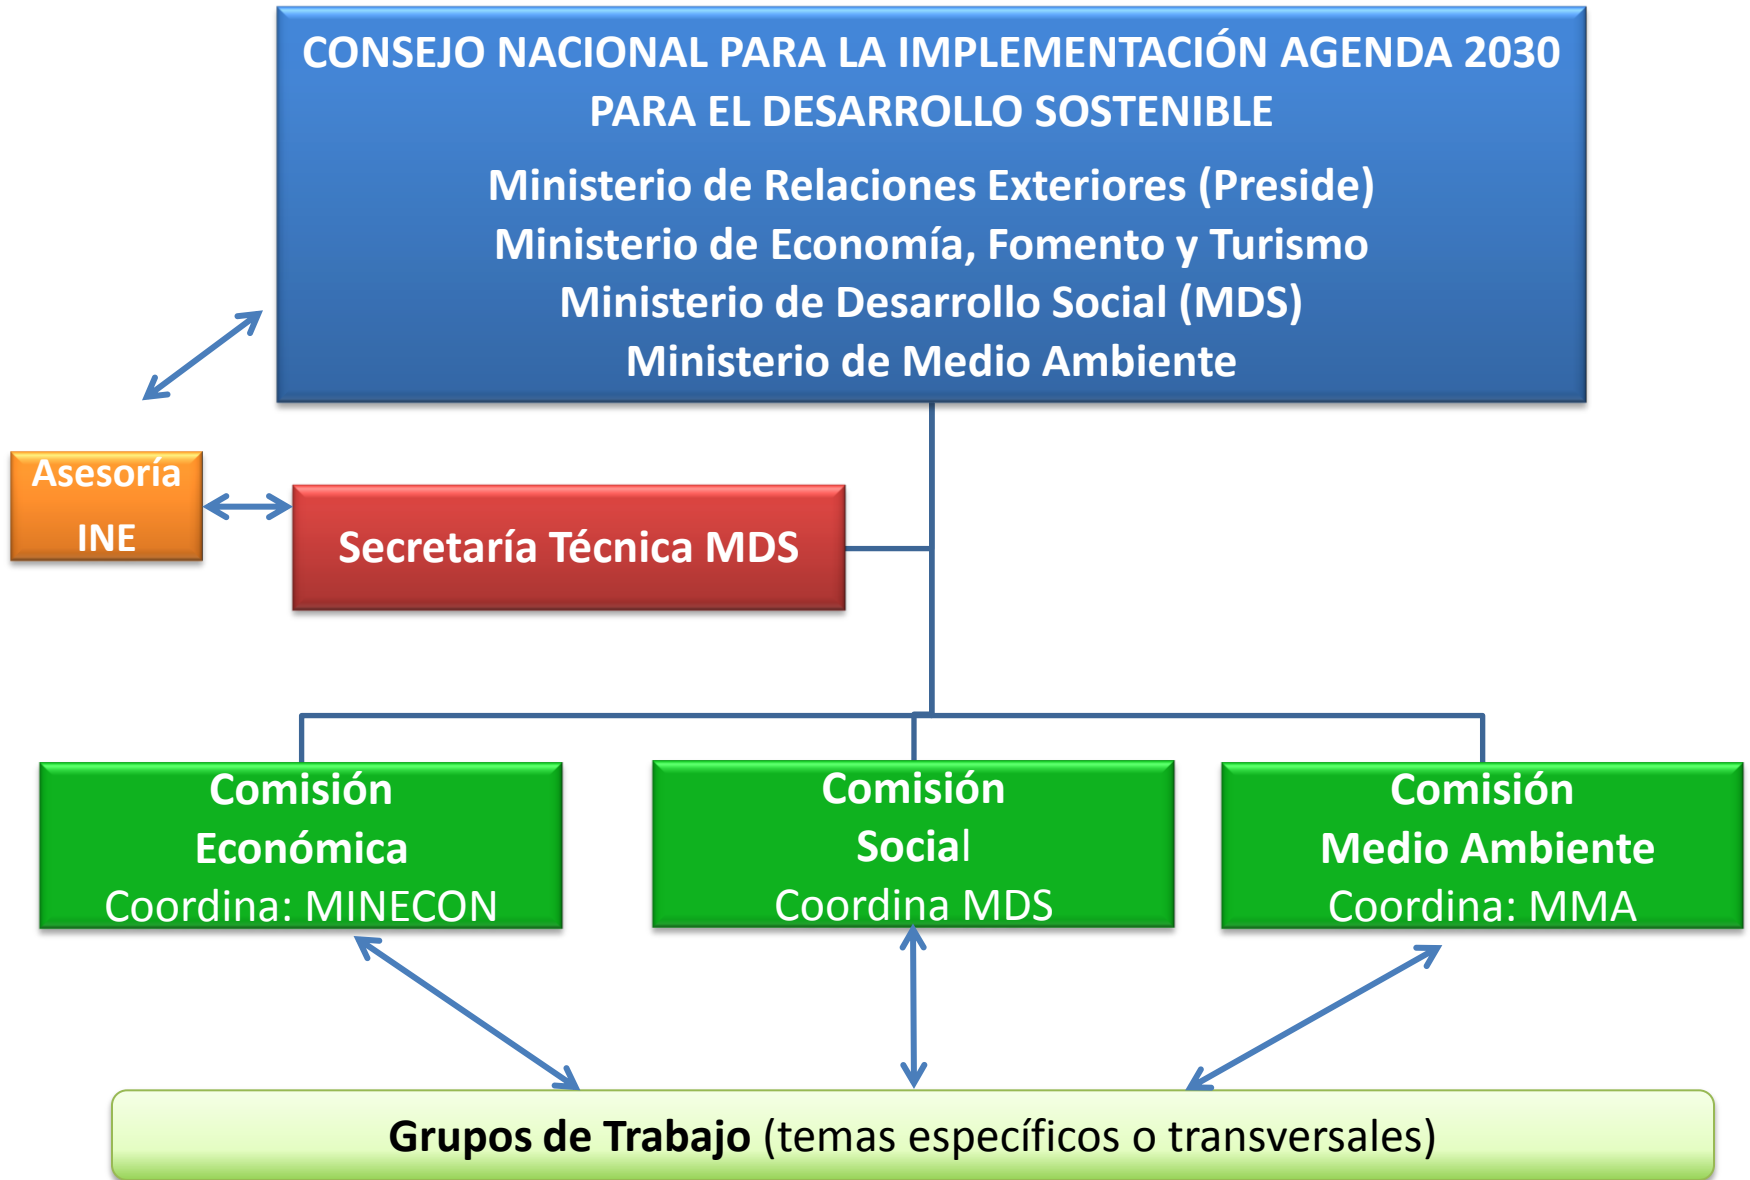 CONSEJO NACIONAL PARA LA IMPLEMENTACIÓN AGENDA 2030
PARA EL DESARROLLO SOSTENIBLE
Ministerio de Relaciones Exteriores (Preside)
Ministerio de Economía, Fomento y Turismo
Ministerio de Desarrollo Social (MDS)
Ministerio de Medio Ambiente
Asesoría
INE
Secretaría Técnica MDS
Comisión
Económica
Coordina: MINECON
Comisión
Social
Coordina MDS
Comisión
Medio Ambiente
Coordina: MMA
Grupos de Trabajo (temas específicos o transversales)